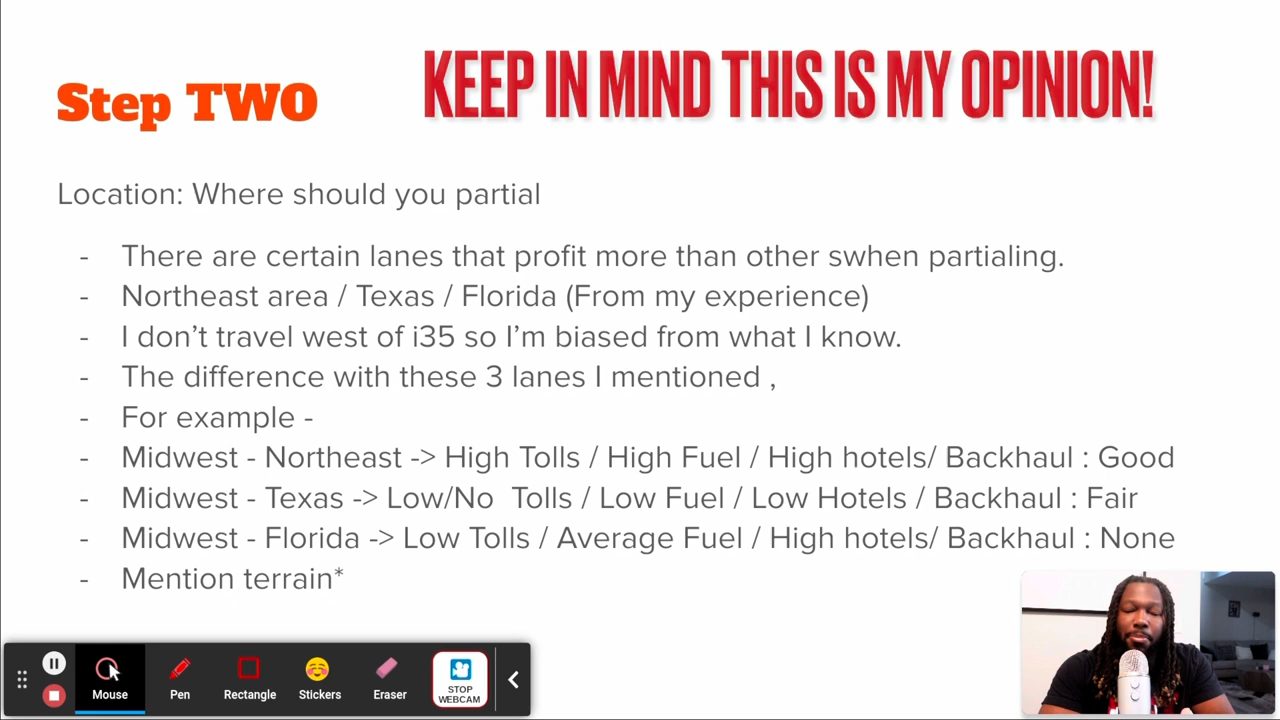 Step TWO
KEEP IN MIND THIS IS MY OPINION!
Location: Where should you partial
- There are certain lanes that profit more than other swhen partialing.
- Northeast area / Texas / Florida (From my experience)
- I don’t travel west of i35 so I’m biased from what I know.
- The difference with these 3 lanes I mentioned ,
- For example -
- Midwest - Northeast -> High Tolls / High Fuel / High hotels/ Backhaul : Good
- Midwest - Texas -> Low/No  Tolls / Low Fuel / Low Hotels / Backhaul : Fair
- Midwest - Florida -> Low Tolls / Average Fuel / High hotels/ Backhaul : None
- Mention terrain*
Mouse
Pen
Rectangle
Stickers
Eraser
STOP
WEBCAM